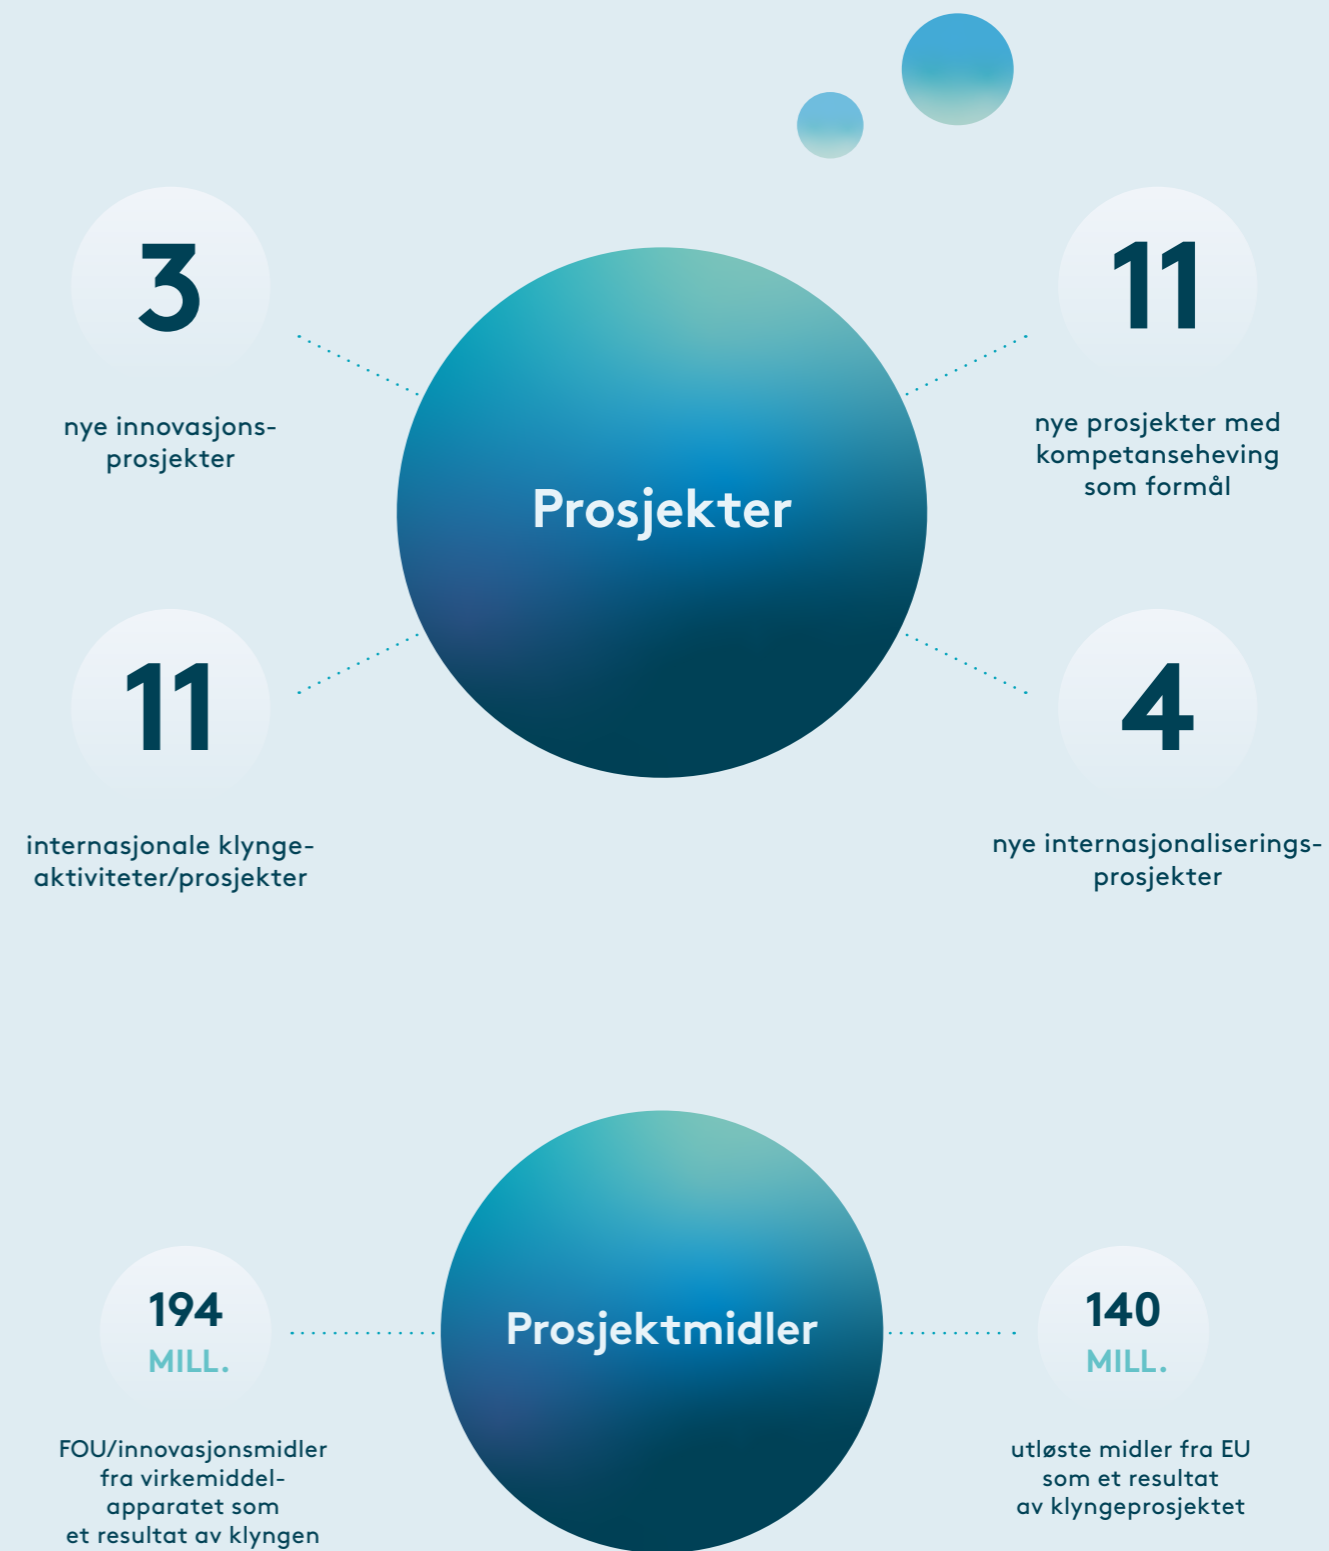 3
nye innovasjons-
prosjekter
11
nye prosjekter med
kompetanseheving
som formål
Prosjekter
11
internasjonale klynge-
aktiviteter/prosjekter
4
nye internasjonaliserings-
prosjekter
194
MILL.
FOU/innovasjonsmidler
fra virkemiddel-
apparatet som
et resultat av klyngen
Prosjektmidler
140
MILL.
utløste midler fra EU
som et resultat
av klyngeprosjektet